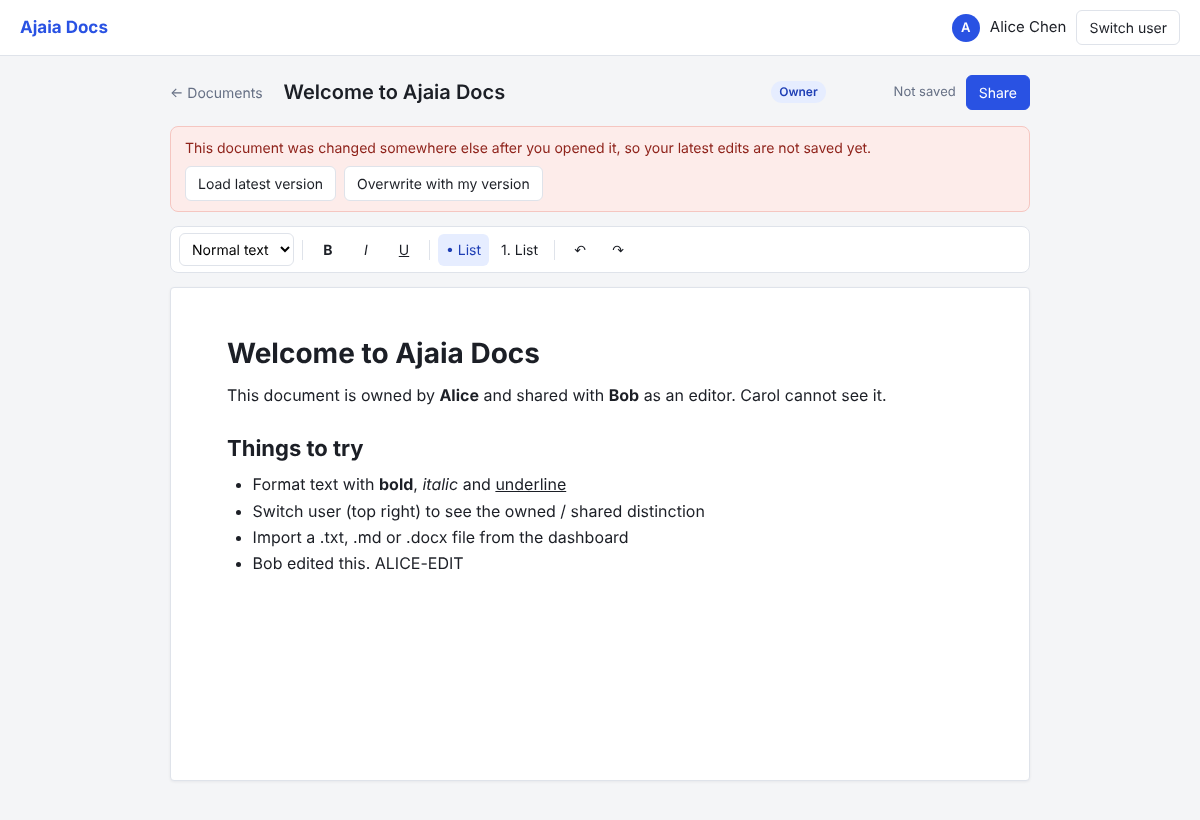 Ajaia Docs
A Alice Chen Switch user
← Documents Welcome to Ajaia Docs Owner Not saved Share
This document was changed somewhere else after you opened it, so your latest edits are not saved yet.
Load latest version Overwrite with my version
Normal text B I U • List 1. List ↶ ↷
Welcome to Ajaia Docs
This document is owned by Alice and shared with Bob as an editor. Carol cannot see it.
Things to try
• Format text with bold, italic and underline
• Switch user (top right) to see the owned / shared distinction
• Import a .txt, .md or .docx file from the dashboard
• Bob edited this. ALICE-EDIT